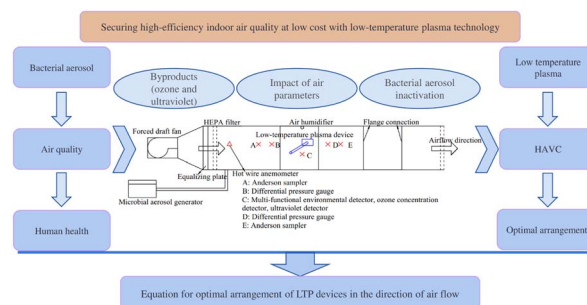 Securing high-efficiency indoor air quality at low cost with low-temperature plasma technology
Bacterial aerosol
Air quality
Human health
Byproducts
(ozone and
ultraviolet)
Impact of air
parameters
Bacterial aerosol
inactivation
HEPA filter
Air humidifier
Flange connection
Forced draft fan
Low-temperature plasma device
Airflow direction
A
B
D
E
C
Equalizing plate
Hot wire anemometer
Microbial aerosol generator
A: Anderson sampler
B: Differential pressure gauge
C: Multi-functional environmental detector, ozone concentration
detector, ultraviolet detector
D: Differential pressure gauge
E: Anderson sampler
Low temperature
plasma
HAVC
Optimal arrangement
Equation for optimal arrangement of LTP devices in the direction of air flow